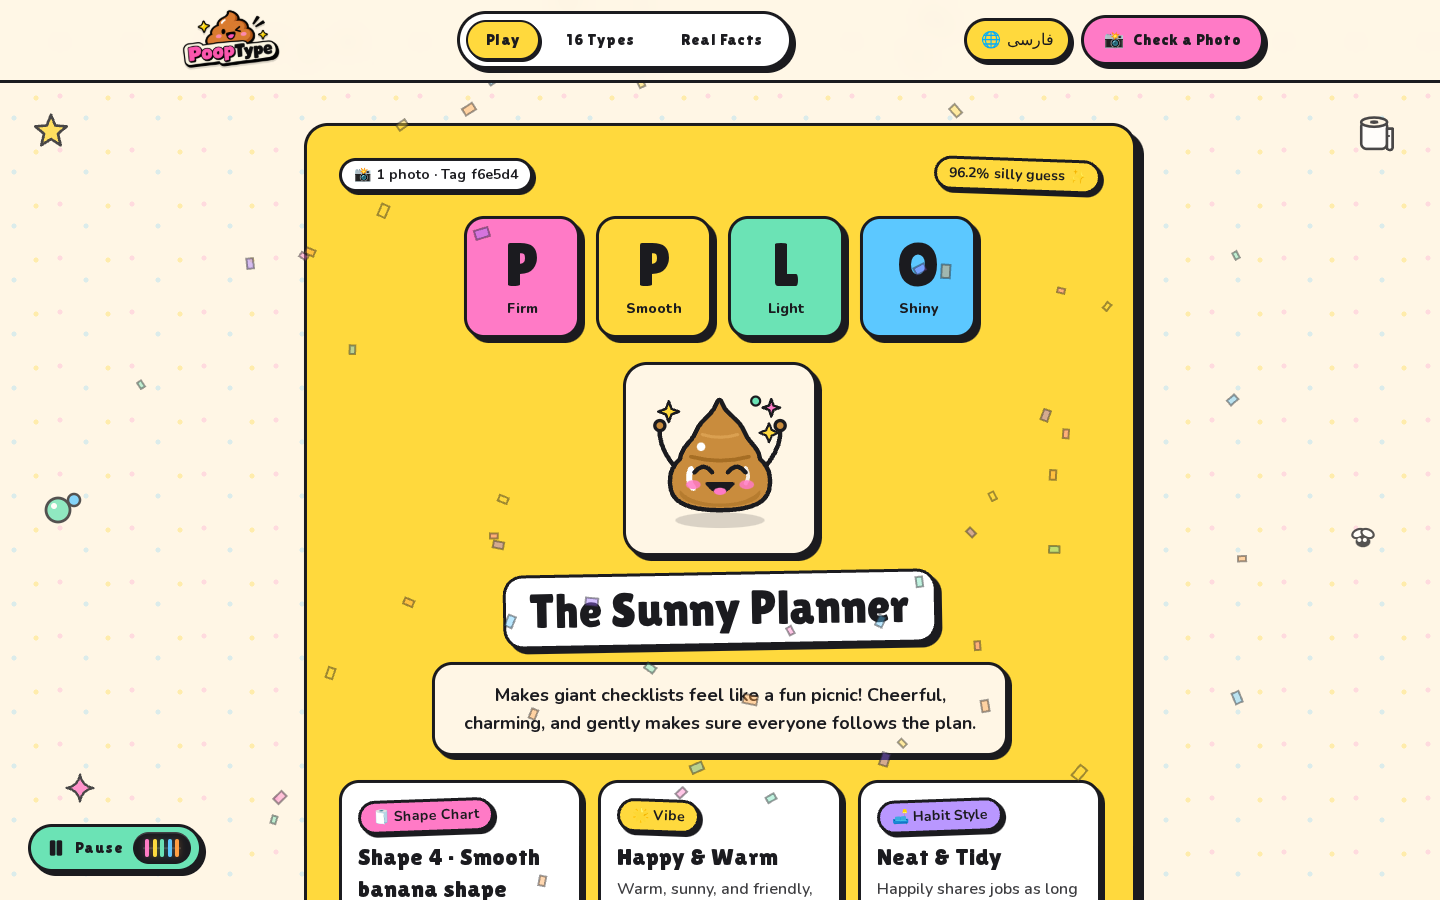 PoopType
Play
16 Types
Real Facts
🌐 فارسی
📸 Check a Photo
📸 1 photo · Tag f6e5d4
96.2% silly guess ✨
P
Firm
P
Smooth
L
Light
O
Shiny
The Sunny Planner
Makes giant checklists feel like a fun picnic! Cheerful,
charming, and gently makes sure everyone follows the plan.
Shape Chart
Shape 4 · Smooth
banana shape
Vibe
Happy & Warm
Warm, sunny, and friendly,
Habit Style
Neat & Tidy
Happily shares jobs as long
Pause